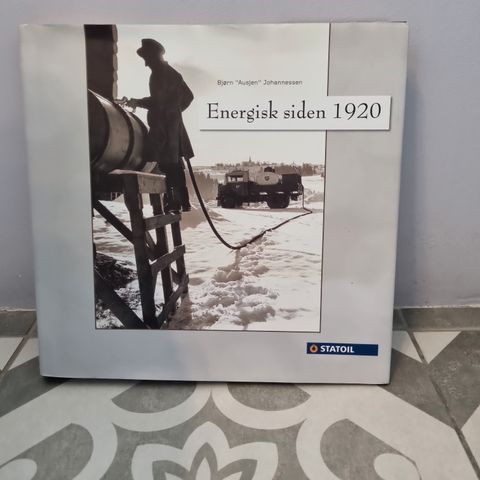 Bjørn "Ausjen" Johannessen
Energisk siden 1920
STATOIL